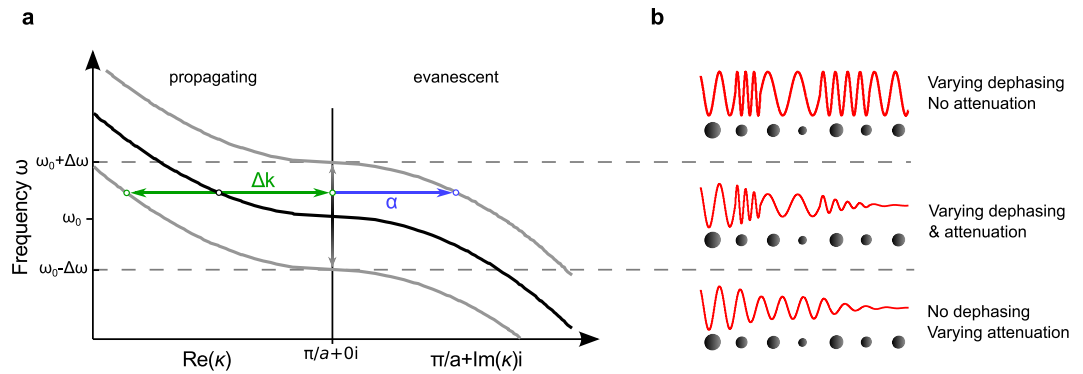 a
b
propagating
evanescent
Frequency ω
ω₀+Δω
ω₀
ω₀-Δω
Δk
α
Re(κ)
π/a+0i
π/a+Im(κ)i
Varying dephasing
No attenuation
Varying dephasing
& attenuation
No dephasing
Varying attenuation